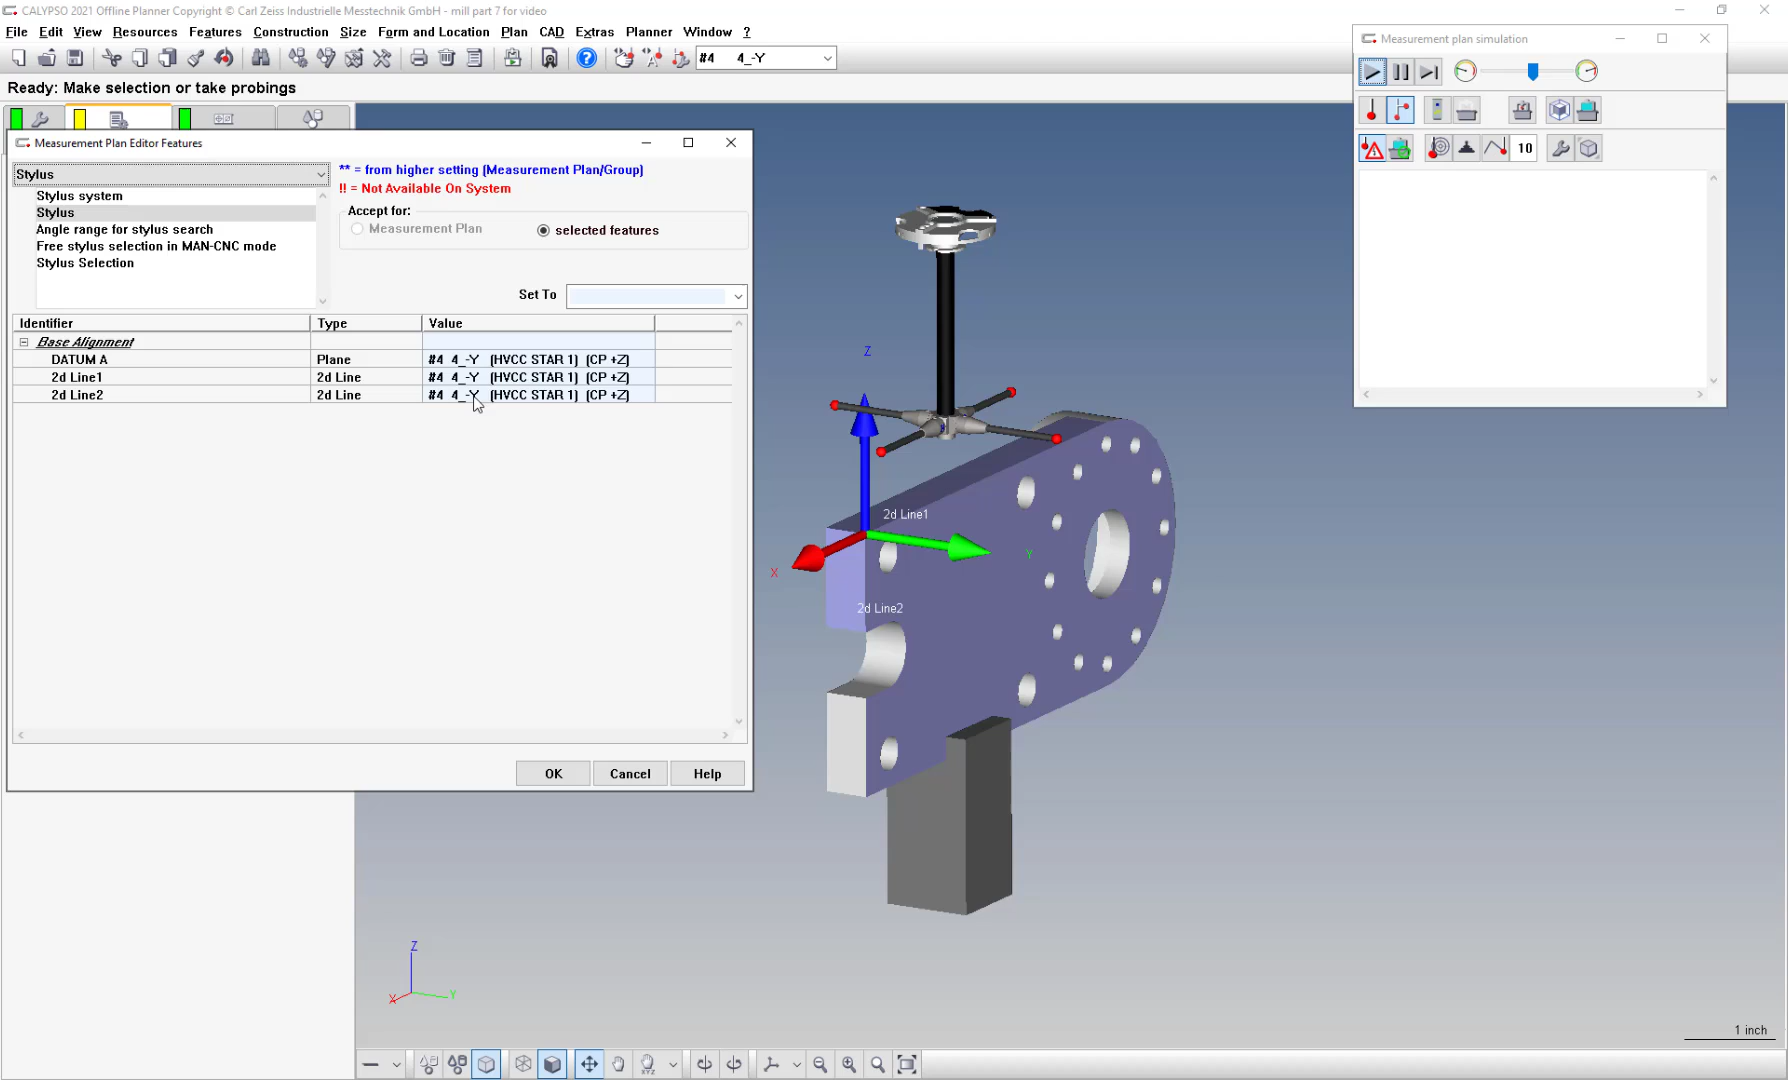 CALYPSO 2021 Offline Planner Copyright © Carl Zeiss Industrielle Messtechnik GmbH - mill part 7 for video
File Edit View Resources Features Construction Size Form and Location Plan CAD Extras Planner Window ?
#4 4_-Y
Ready: Make selection or take probings
Measurement plan simulation
10
Measurement Plan Editor Features
Stylus
Stylus system
Stylus
Angle range for stylus search
Free stylus selection in MAN-CNC mode
Stylus Selection
** = from higher setting (Measurement Plan/Group)
!! = Not Available On System
Accept for:
Measurement Plan
selected features
Set To
Identifier Type Value
Base Alignment
DATUM A Plane #4 4_-Y (HVCC STAR 1) (CP +Z)
2d Line1 2d Line #4 4_-Y (HVCC STAR 1) (CP +Z)
2d Line2 2d Line #4 4_-Y (HVCC STAR 1) (CP +Z)
OK Cancel Help
Z
2d Line1
Y
X
2d Line2
Z
X
Y
1 inch
XYZ